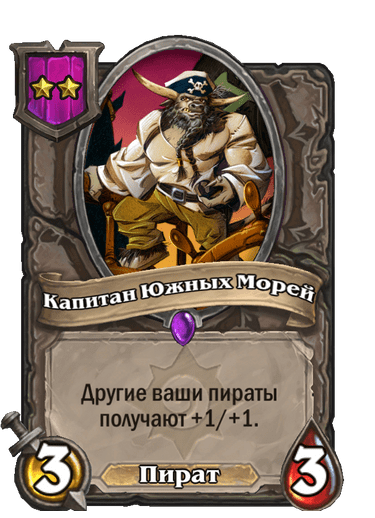 Капитан Южных Морей
Другие ваши пираты
получают +1/+1.
3
Пират
3